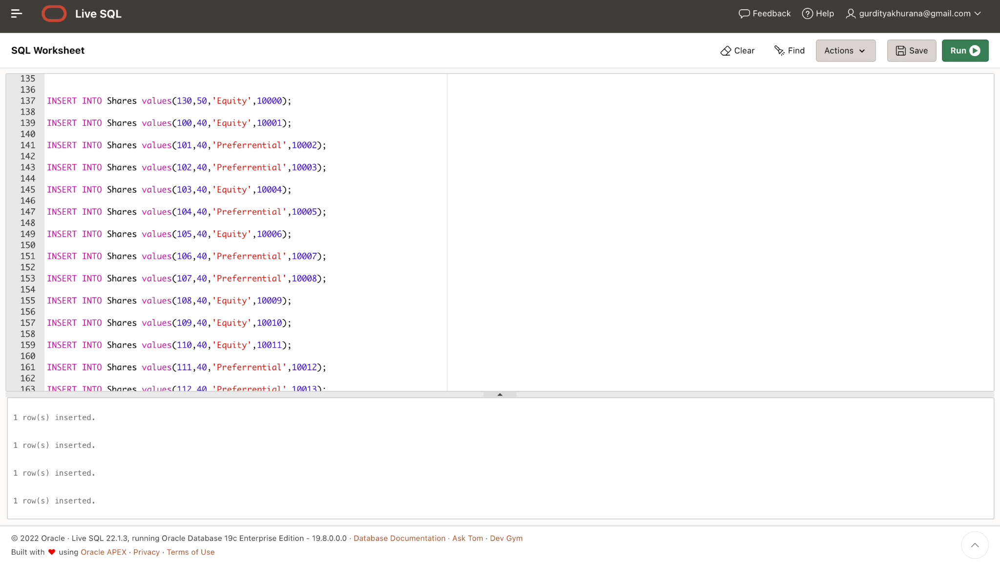 Live SQL
Feedback Help gurdityakhurana@gmail.com
SQL Worksheet
Clear Find Actions Save Run
135
136
137 INSERT INTO Shares values(130,50,'Equity',10000);
138
139 INSERT INTO Shares values(100,40,'Equity',10001);
140
141 INSERT INTO Shares values(101,40,'Preferrential',10002);
142
143 INSERT INTO Shares values(102,40,'Preferrential',10003);
144
145 INSERT INTO Shares values(103,40,'Equity',10004);
146
147 INSERT INTO Shares values(104,40,'Preferrential',10005);
148
149 INSERT INTO Shares values(105,40,'Equity',10006);
150
151 INSERT INTO Shares values(106,40,'Preferrential',10007);
152
153 INSERT INTO Shares values(107,40,'Preferrential',10008);
154
155 INSERT INTO Shares values(108,40,'Equity',10009);
156
157 INSERT INTO Shares values(109,40,'Equity',10010);
158
159 INSERT INTO Shares values(110,40,'Equity',10011);
160
161 INSERT INTO Shares values(111,40,'Preferrential',10012);
162
163 INSERT INTO Shares values(112,40,'Preferrential',10013);
1 row(s) inserted.
1 row(s) inserted.
1 row(s) inserted.
1 row(s) inserted.
© 2022 Oracle · Live SQL 22.1.3, running Oracle Database 19c Enterprise Edition - 19.8.0.0.0 · Database Documentation · Ask Tom · Dev Gym
Built with ♥ using Oracle APEX · Privacy · Terms of Use